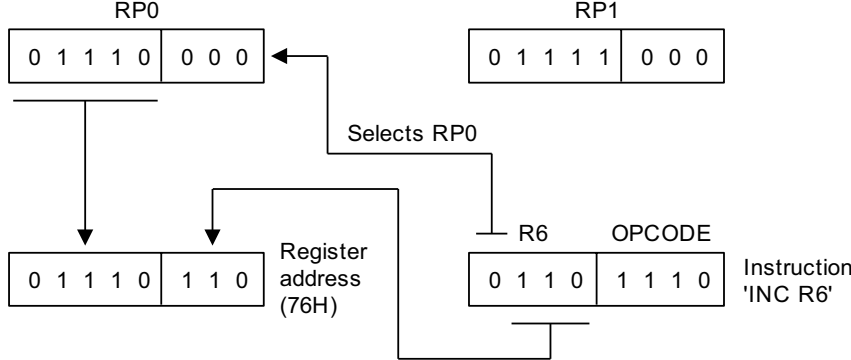 RP0
RP1
0 1 1 1 0 0 0 0
0 1 1 1 1 0 0 0
Selects RP0
R6
OPCODE
0 1 1 1 0 1 1 0
Register
address
(76H)
0 1 1 0 1 1 1 0
Instruction
'INC R6'